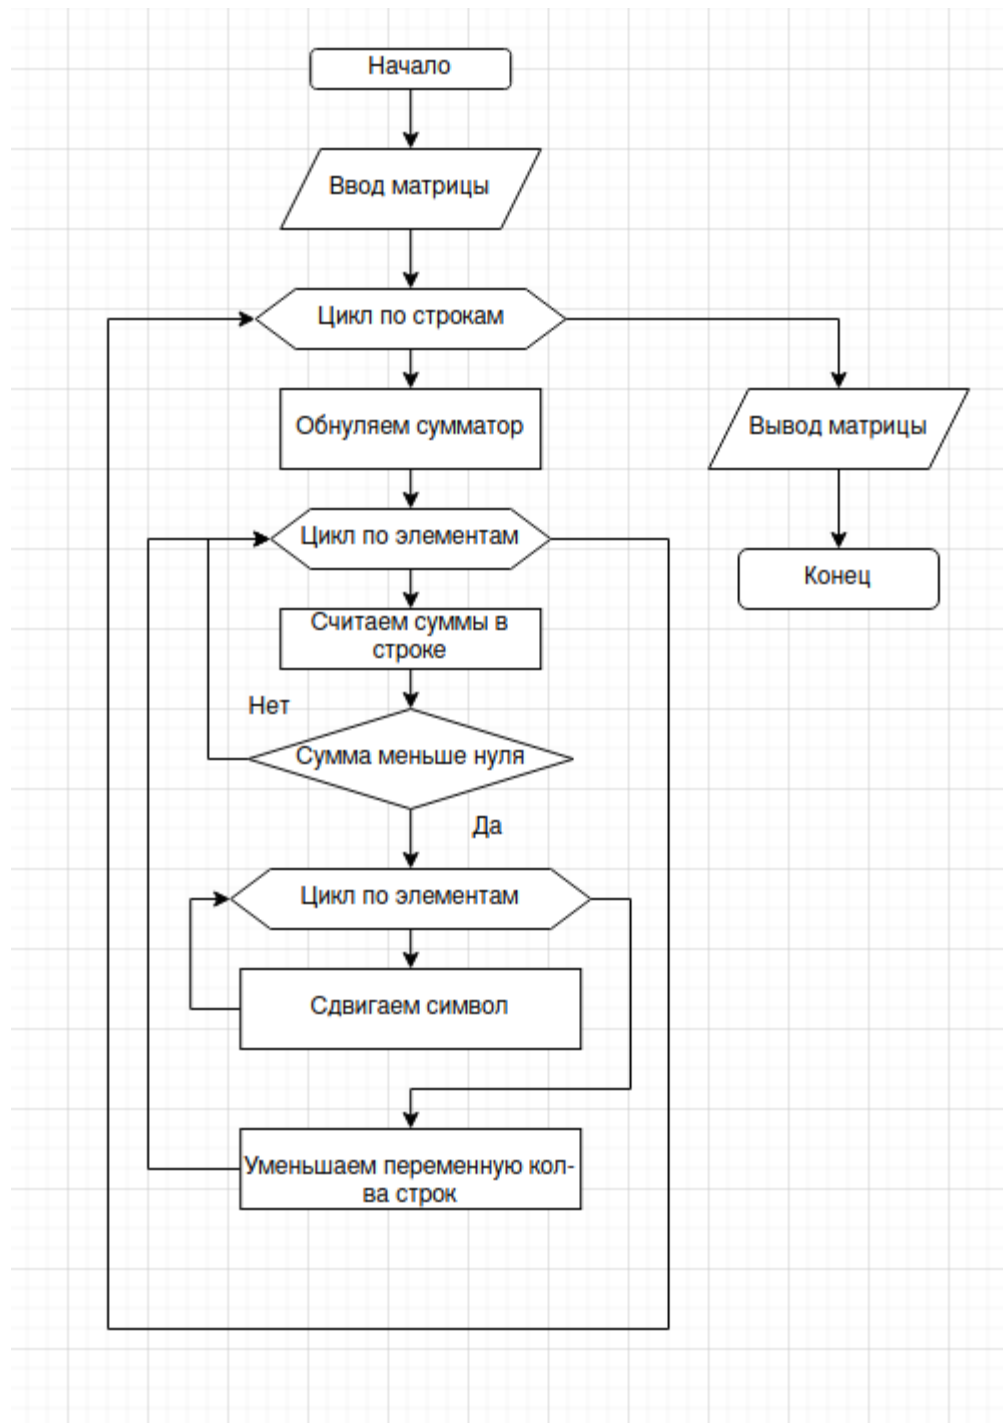 Начало
Ввод матрицы
Цикл по строкам
Обнуляем сумматор
Вывод матрицы
Цикл по элементам
Конец
Считаем суммы в
строке
Нет
Сумма меньше нуля
Да
Цикл по элементам
Сдвигаем символ
Уменьшаем переменную кол-
ва строк